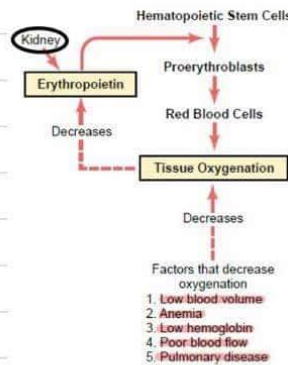 Hematopoietic Stem Cells
Kidney
Proerythroblasts
Erythropoietin
Red Blood Cells
Decreases
Tissue Oxygenation
Decreases
Factors that decrease
oxygenation
1. Low blood volume
2. Anemia
3. Low hemoglobin
4. Poor blood flow
5. Pulmonary disease